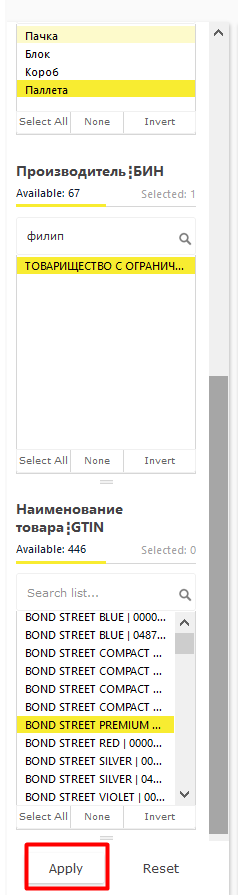 Пачка
Блок
Короб
Паллета
Select All None Invert
Производитель┇БИН
Available: 67 Selected: 1
филип
ТОВАРИЩЕСТВО С ОГРАНИЧ...
Select All None Invert
Наименование
товара┇GTIN
Available: 446 Selected: 0
Search list...
BOND STREET BLUE | 0000...
BOND STREET BLUE | 0487...
BOND STREET COMPACT ...
BOND STREET COMPACT ...
BOND STREET COMPACT ...
BOND STREET COMPACT ...
BOND STREET PREMIUM ...
BOND STREET RED | 0000...
BOND STREET SILVER | 00...
BOND STREET SILVER | 04...
BOND STREET VIOLET | 00...
Select All None Invert
Apply Reset